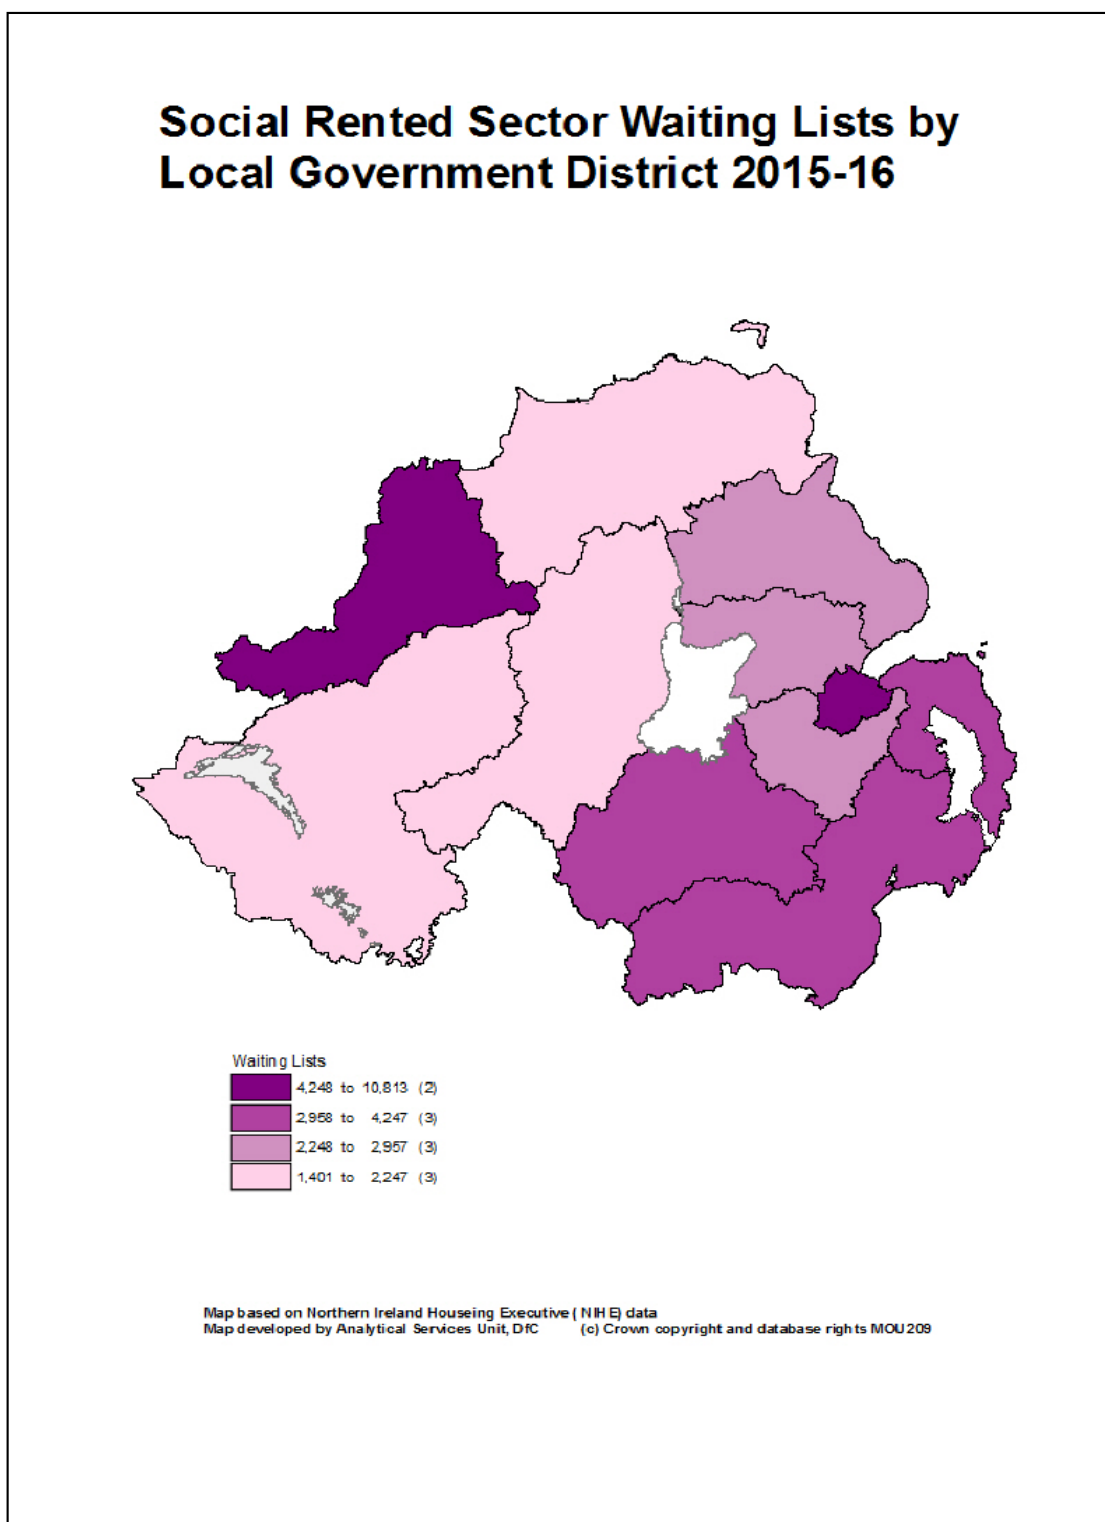 Social Rented Sector Waiting Lists by
Local Government District 2015-16
Waiting Lists
4,248 to 10,813 (2)
2,958 to 4,247 (3)
2,248 to 2,957 (3)
1,401 to 2,247 (3)
Map based on Northern Ireland Houseing Executive ( NIHE) data
Map developed by Analytical Services Unit, DfC (c) Crown copyright and database rights MOU209